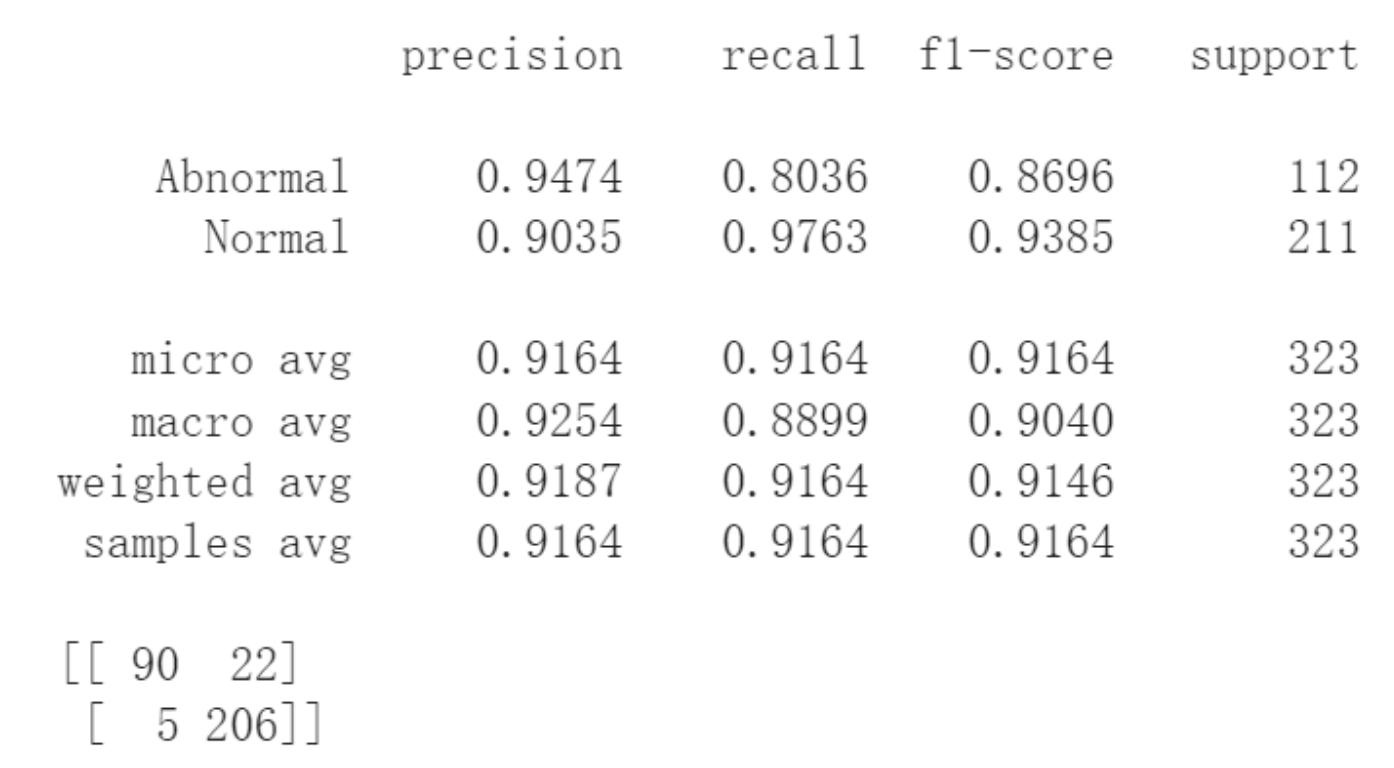 precision recall f1-score support
Abnormal 0.9474 0.8036 0.8696 112
Normal 0.9035 0.9763 0.9385 211
micro avg 0.9164 0.9164 0.9164 323
macro avg 0.9254 0.8899 0.9040 323
weighted avg 0.9187 0.9164 0.9146 323
samples avg 0.9164 0.9164 0.9164 323
[[ 90 22]
[ 5 206]]